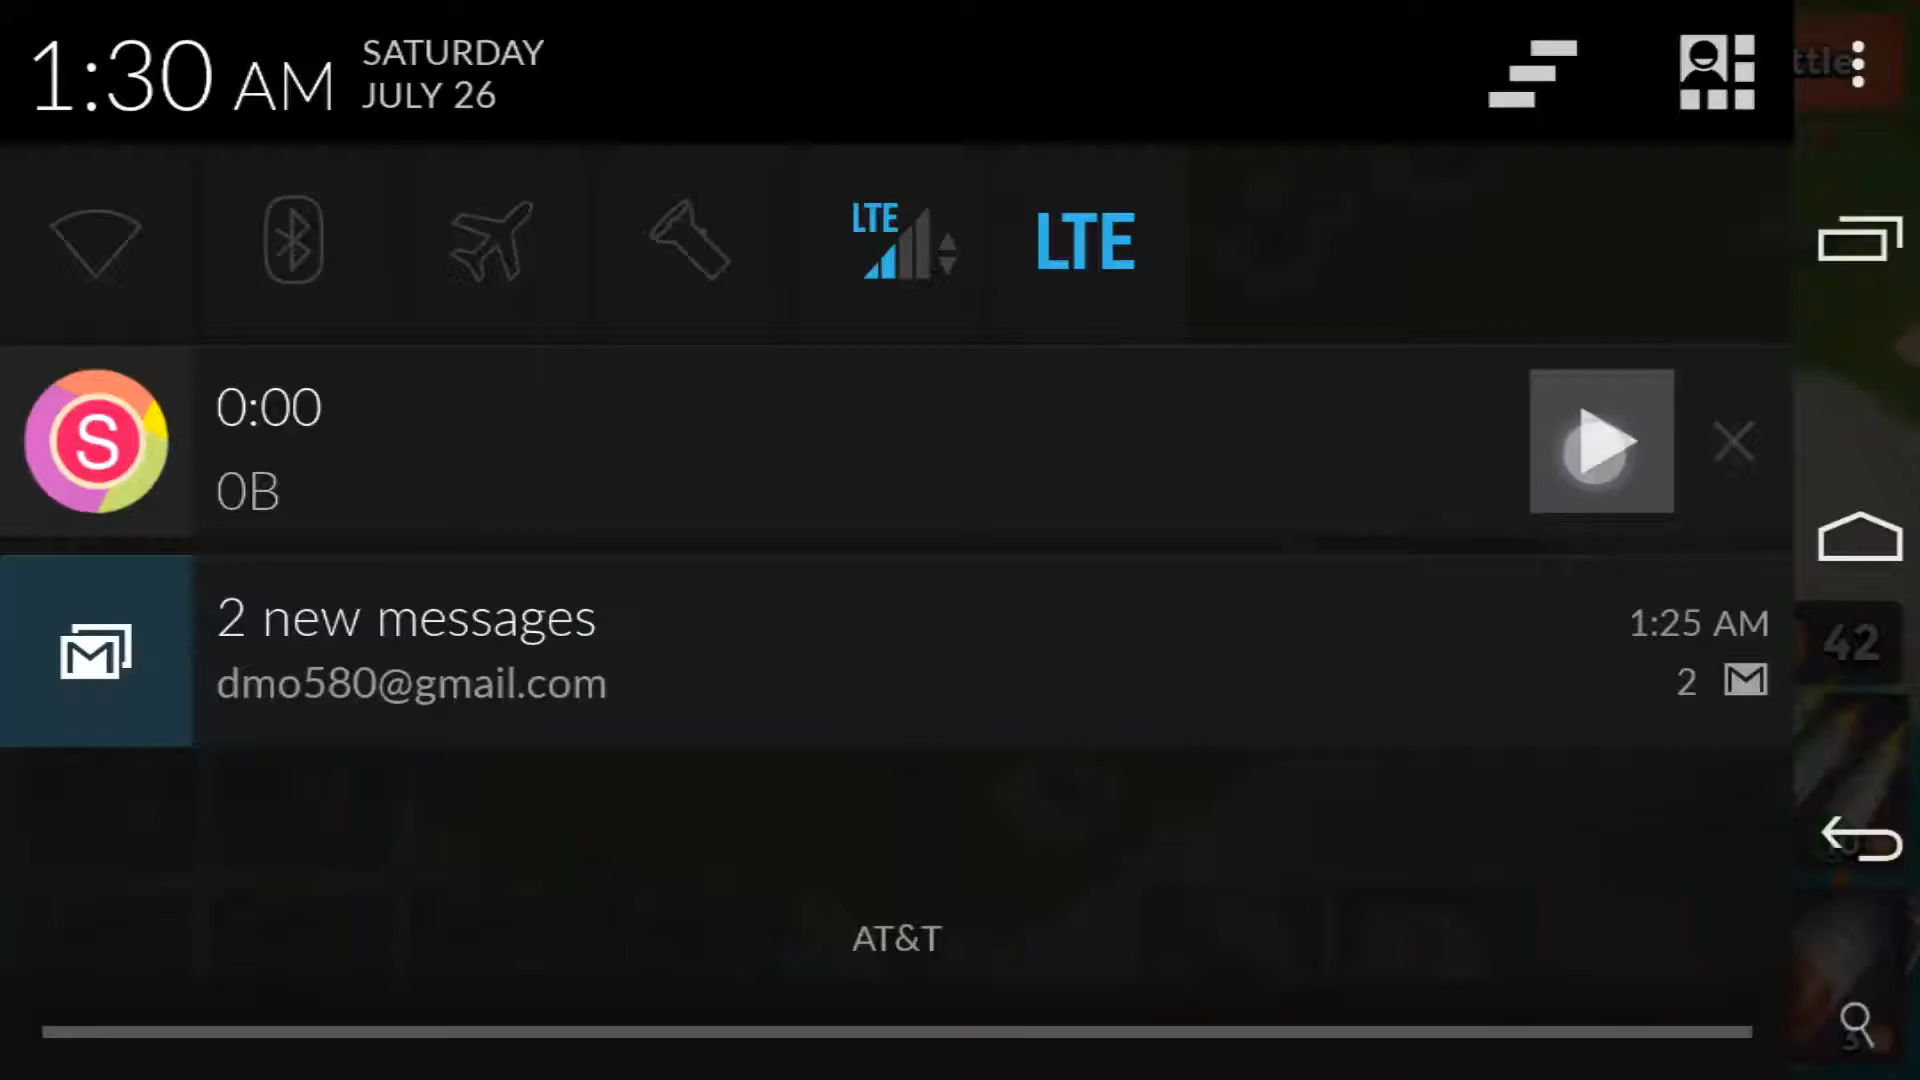 1:30 AM
SATURDAY
JULY 26
ttle
LTE
LTE
S
0:00
0B
2 new messages
1:25 AM
dmo580@gmail.com
2
42
AT&T